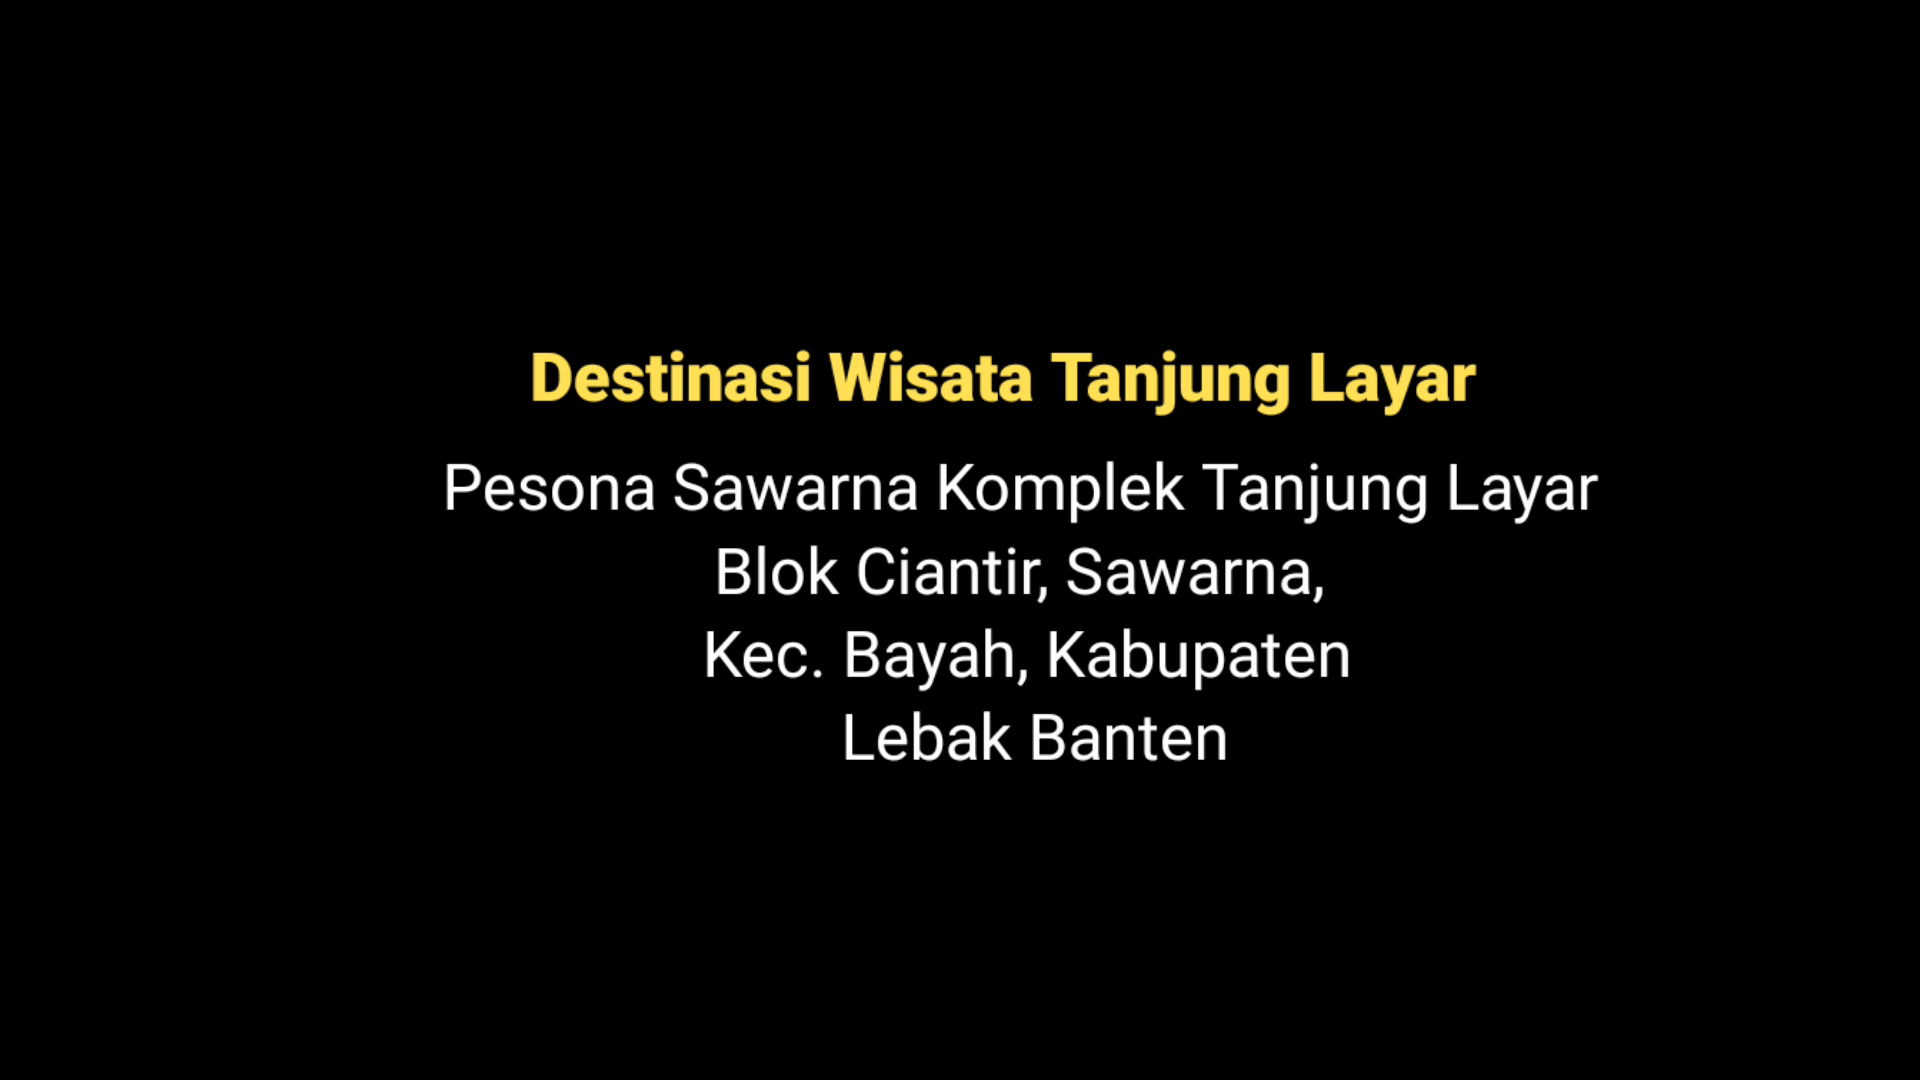 Destinasi Wisata Tanjung Layar
Pesona Sawarna Komplek Tanjung Layar
Blok Ciantir, Sawarna,
Kec. Bayah, Kabupaten
Lebak Banten